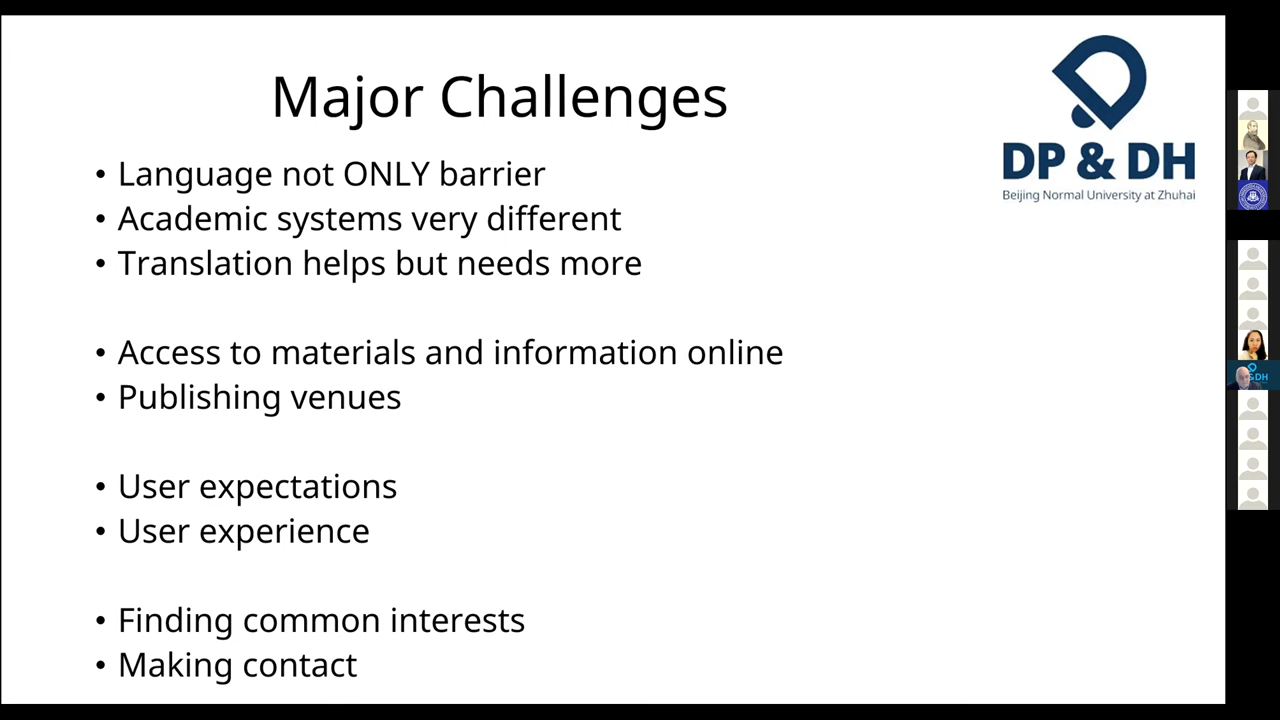 Major Challenges
DP & DH
Beijing Normal University at Zhuhai
• Language not ONLY barrier
• Academic systems very different
• Translation helps but needs more
• Access to materials and information online
• Publishing venues
• User expectations
• User experience
• Finding common interests
• Making contact